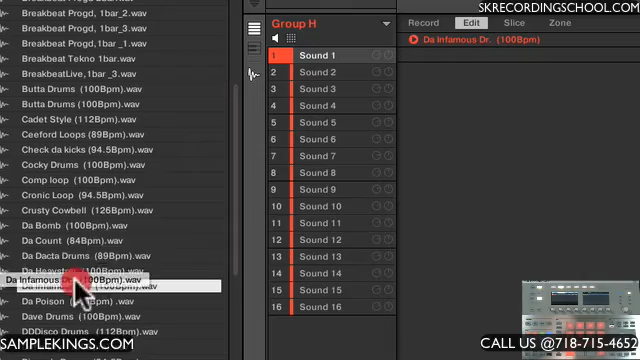 SKRECORDINGSCHOOL.COM
Breakbeat Progd, 1bar_2.wav
Breakbeat Progd, 1bar_3.wav
Breakbeat Progd, 1bar_1.wav
Breakbeat Tekno 1bar.wav
BreakbeatLive, 1bar_3.wav
Butta Drums (100Bpm).wav
Butta Drums (100Bpm).wav
Cadet Style (112Bpm).wav
Ceeford Loops (89Bpm).wav
Check da kicks (94.5Bpm).wav
Cocky Drums (100Bpm).wav
Comp loop (100Bpm).wav
Cronic Loop (94.5Bpm).wav
Crusty Cowbell (126Bpm).wav
Da Bomb (100Bpm).wav
Da Count (84Bpm).wav
Da Dacta Drums (89Bpm).wav
Da Infamous Dr. (100Bpm).wav
Da Poison .wav
Dave Drums (100Bpm).wav
DDDisco Drums (112Bpm).wav
SAMPLEKINGS.COM
Group H
1 Sound 1
2 Sound 2
3 Sound 3
4 Sound 4
5 Sound 5
6 Sound 6
7 Sound 7
8 Sound 8
9 Sound 9
10 Sound 10
11 Sound 11
12 Sound 12
13 Sound 13
14 Sound 14
15 Sound 15
16 Sound 16
Record Edit Slice Zone
Da Infamous Dr. (100Bpm)
CALL US @718-715-4652